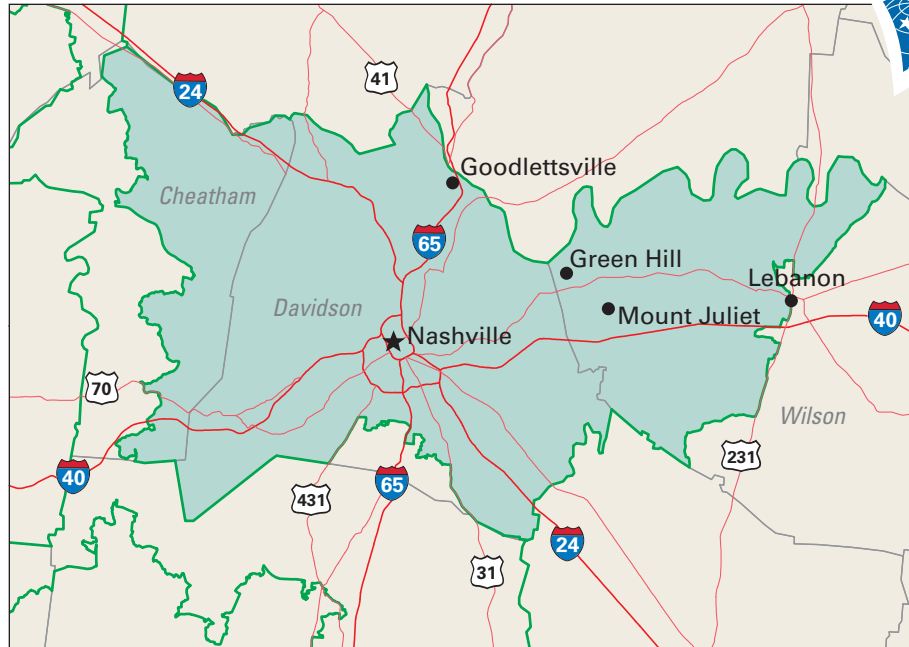 41
24
Goodlettsville
Cheatham
65
Green Hill
Lebanon
Davidson
Mount Juliet
40
Nashville
70
Wilson
231
40
431
65
24
31